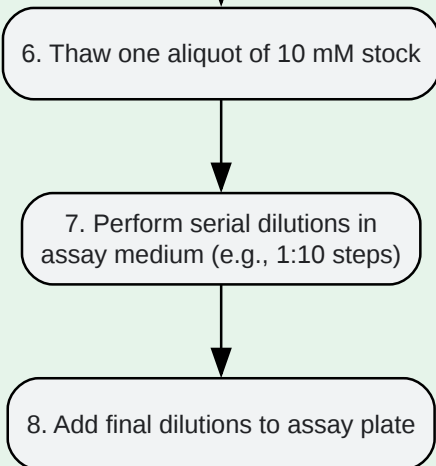 6. Thaw one aliquot of 10 mM stock
7. Perform serial dilutions in
assay medium (e.g., 1:10 steps)
8. Add final dilutions to assay plate